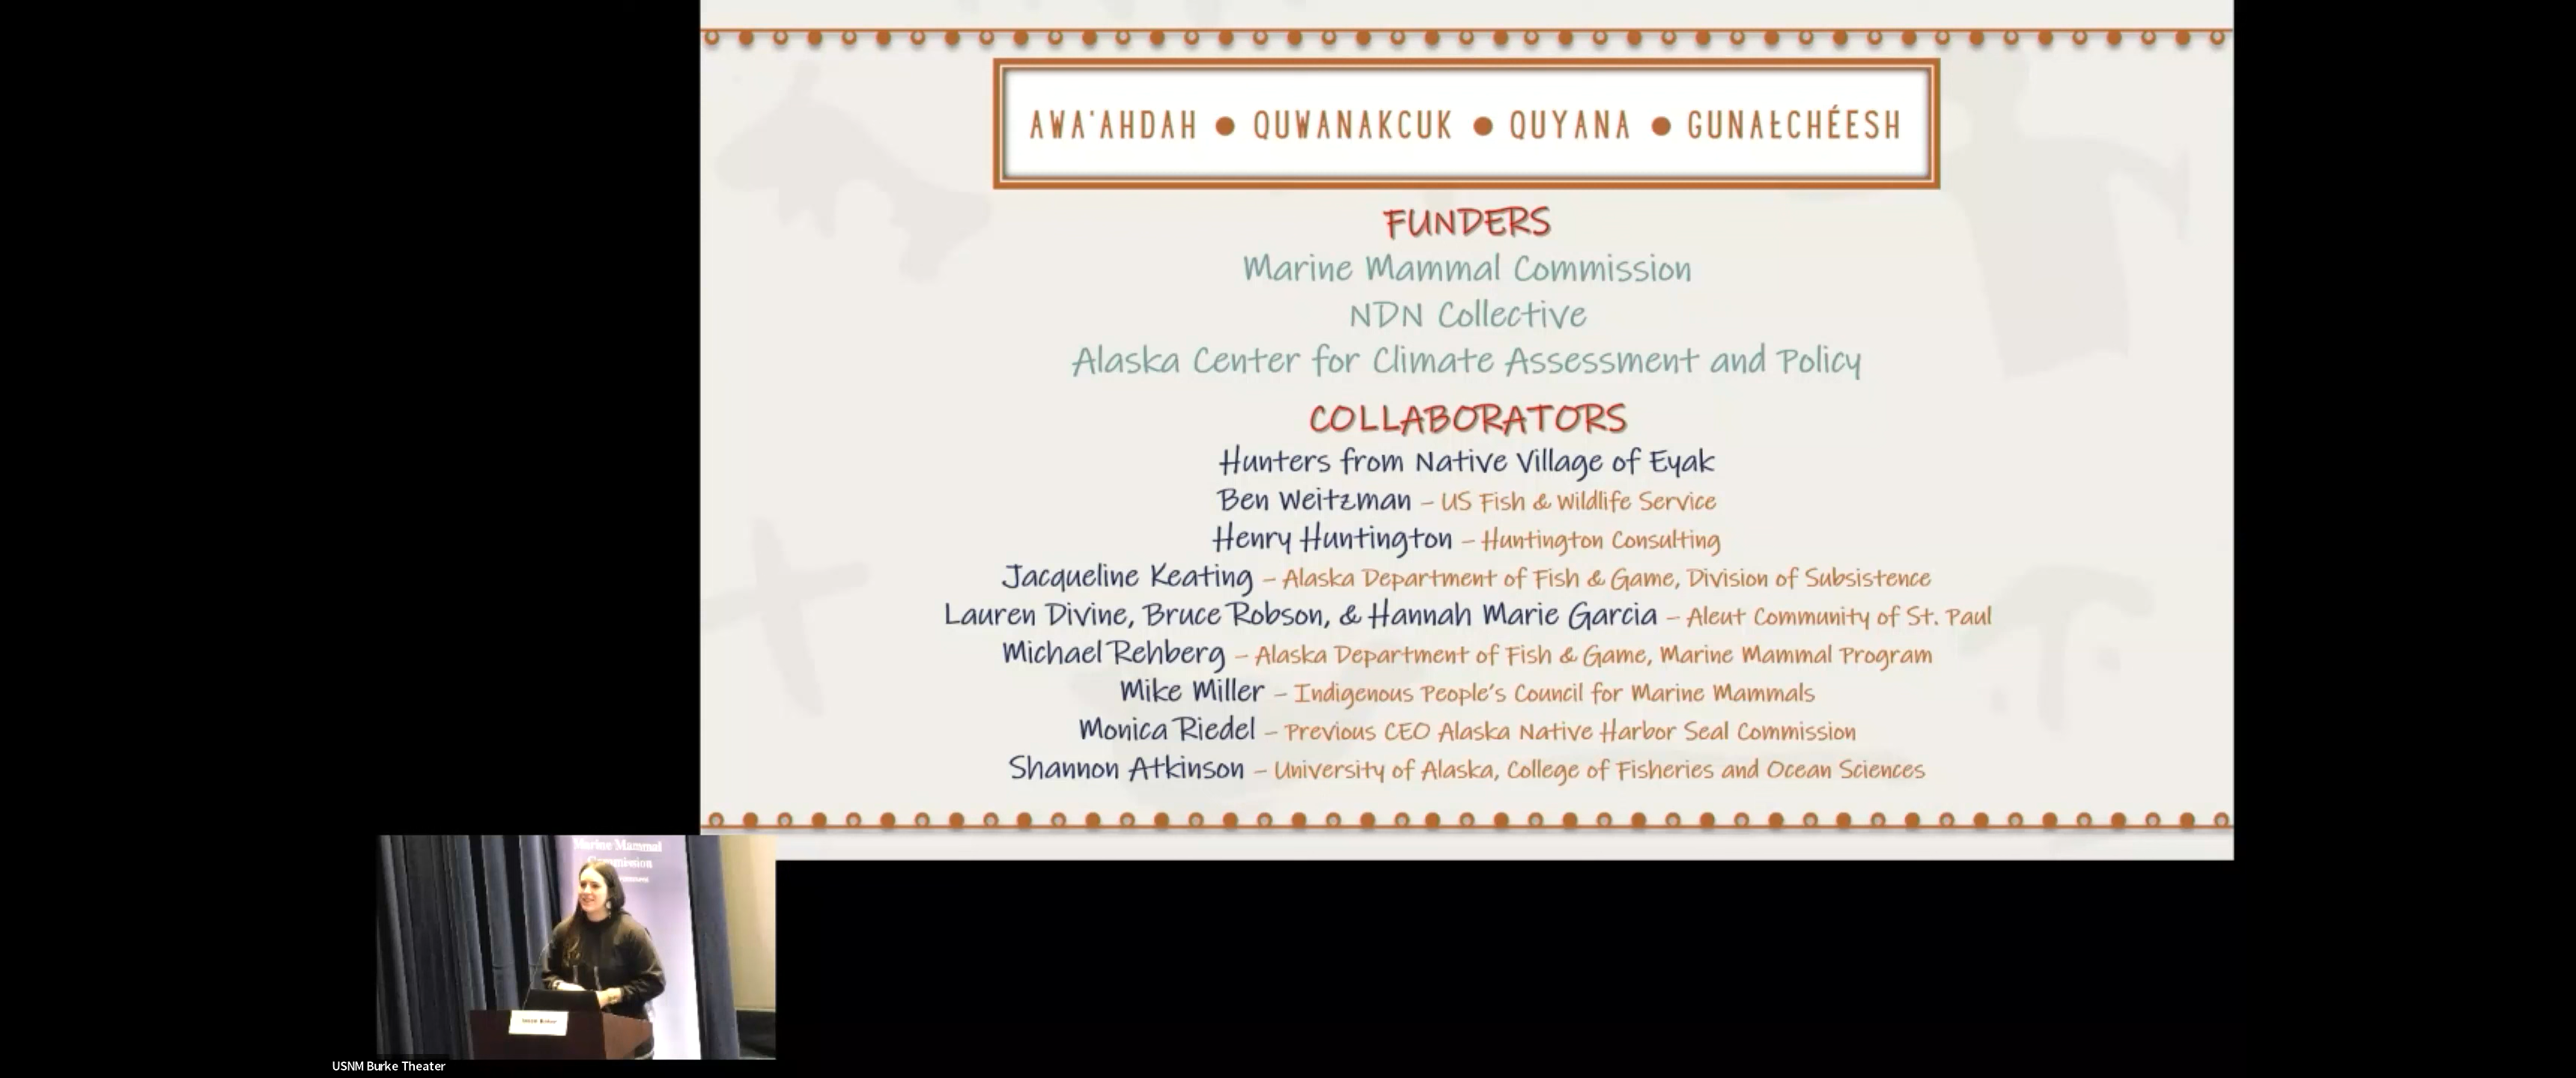 AWA'AHDAH ● QUWANAKCUK ● QUYANA ● GUNAŁCHÉESH
FUNDERS
Marine Mammal Commission
NDN Collective
Alaska Center for Climate Assessment and Policy
COLLABORATORS
Hunters from Native Village of Eyak
Ben Weitzman – US Fish & Wildlife Service
Henry Huntington – Huntington Consulting
Jacqueline Keating – Alaska Department of Fish & Game, Division of Subsistence
Lauren Divine, Bruce Robson, & Hannah Marie Garcia – Aleut Community of St. Paul
Michael Rehberg – Alaska Department of Fish & Game, Marine Mammal Program
Mike Miller – Indigenous People's Council for Marine Mammals
Monica Riedel – Previous CEO Alaska Native Harbor Seal Commission
Shannon Atkinson – University of Alaska, College of Fisheries and Ocean Sciences
Marine Mammal
Commission
USNM Burke Theater